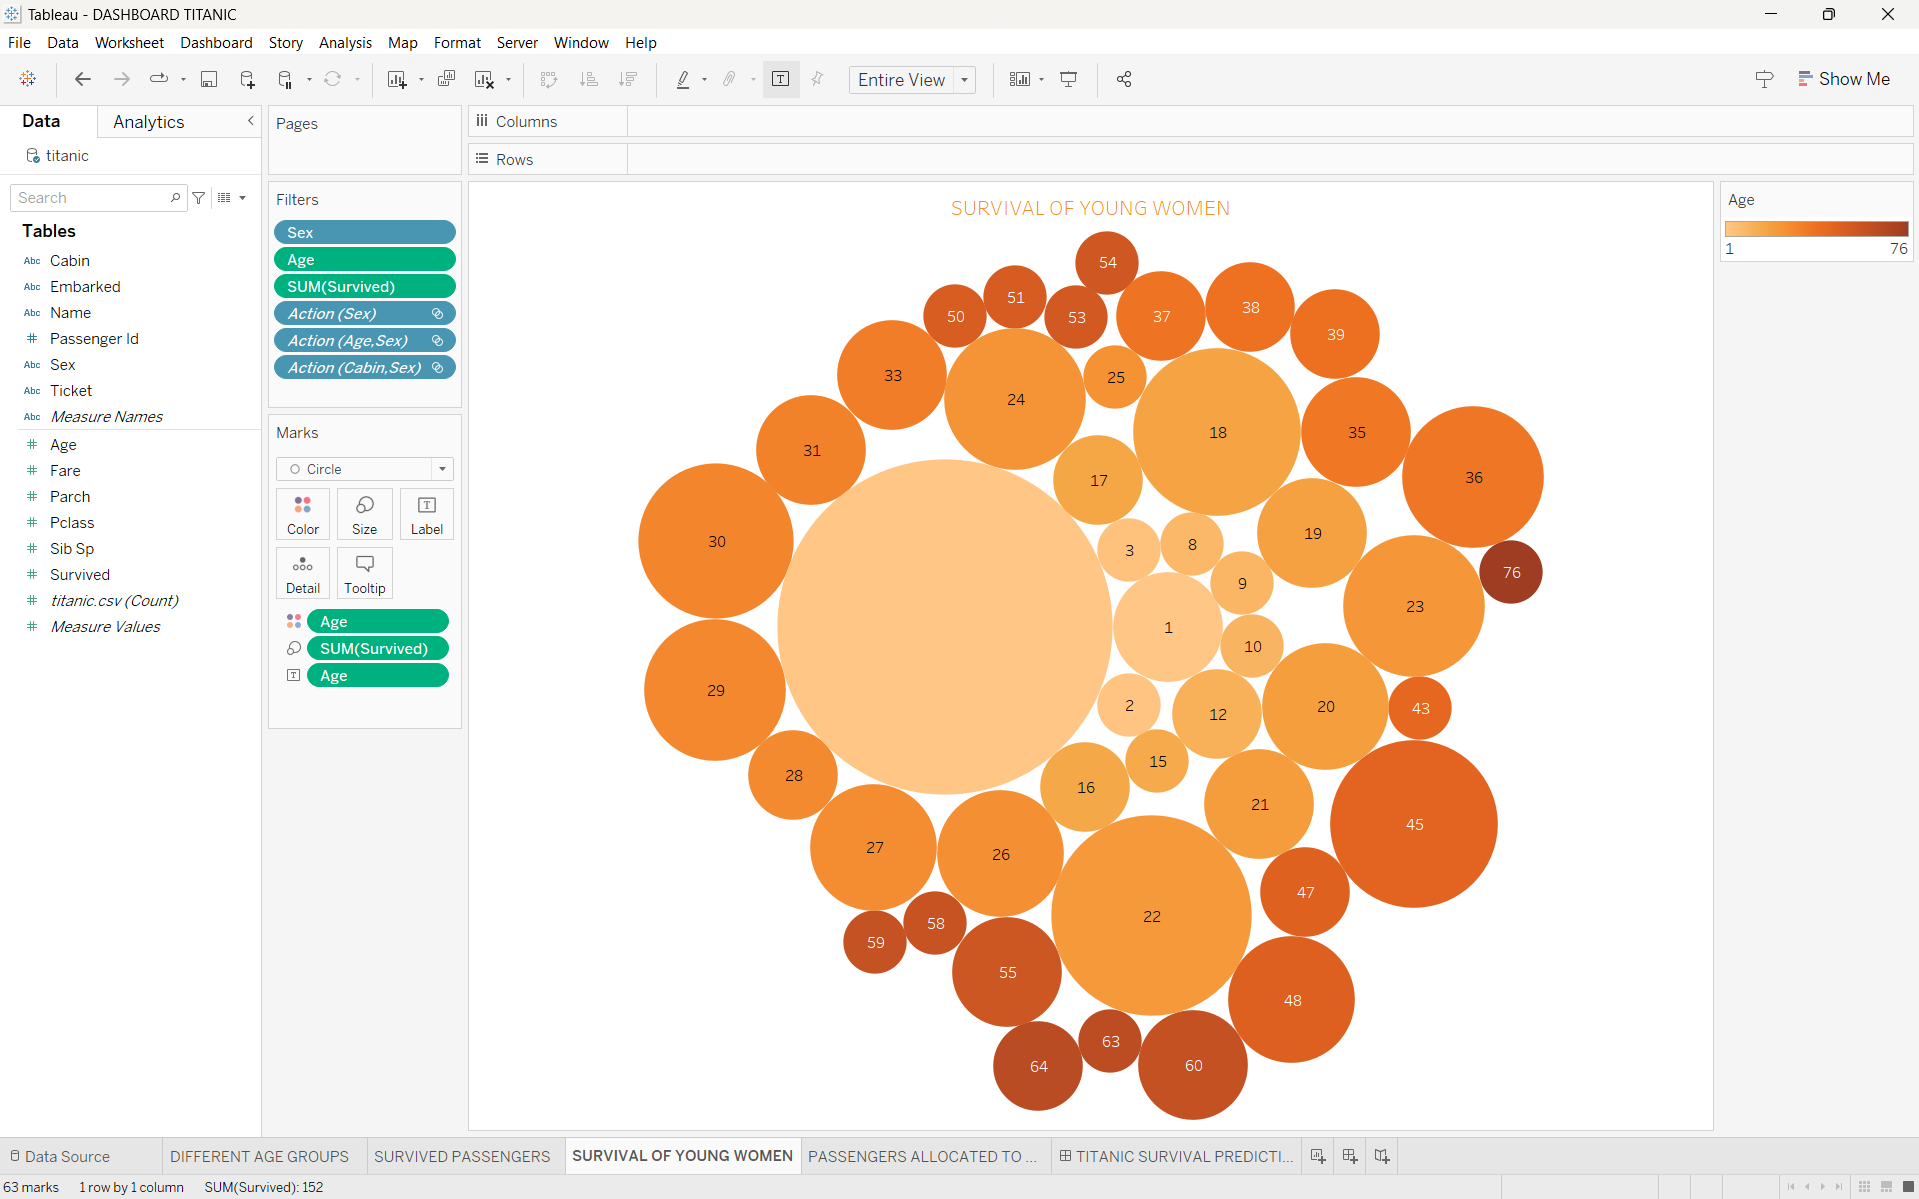 Tableau - DASHBOARD TITANIC
File Data Worksheet Dashboard Story Analysis Map Format Server Window Help
Entire View
Show Me
Data Analytics
titanic
Search
Tables
Abc Cabin
Abc Embarked
Abc Name
# Passenger Id
Abc Sex
Abc Ticket
Abc Measure Names
# Age
# Fare
# Parch
# Pclass
# Sib Sp
# Survived
# titanic.csv (Count)
# Measure Values
Pages
Filters
Sex
Age
SUM(Survived)
Action (Sex)
Action (Age,Sex)
Action (Cabin,Sex)
Marks
Circle
Color Size T Label
Detail Tooltip
Age
SUM(Survived)
T Age
Columns
Rows
SURVIVAL OF YOUNG WOMEN
54
51
50
53
37
38
39
33
25
24
18
35
31
17
36
19
30
3
8
76
9
23
1
10
29
2
12
20
43
15
28
16
21
45
27
26
47
22
58
59
55
48
63
64
60
Age
1 76
Data Source DIFFERENT AGE GROUPS SURVIVED PASSENGERS SURVIVAL OF YOUNG WOMEN PASSENGERS ALLOCATED TO ... TITANIC SURVIVAL PREDICTI...
63 marks 1 row by 1 column SUM(Survived): 152